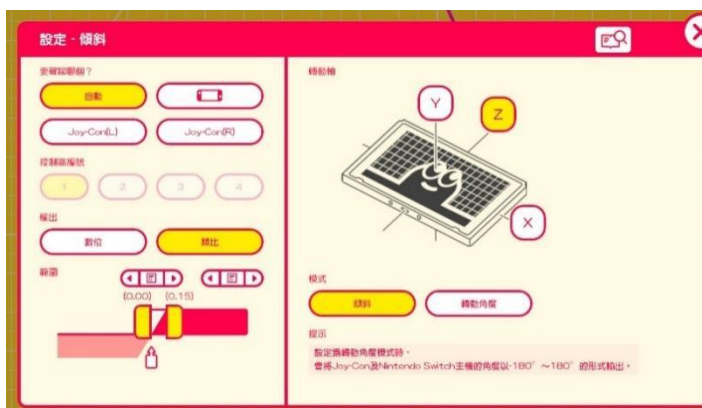 設定 - 傾斜
要確認哪個？
自動
Joy-Con(L)
Joy-Con(R)
控制器編號
1
2
3
4
輸出
數位
類比
範圍
(0.00)
(0.15)
轉動軸
Y
Z
X
模式
傾斜
轉動角度
提示
設定為轉動角度模式時，
會將Joy-Con及Nintendo Switch主機的角度以-180°～180°的形式輸出。